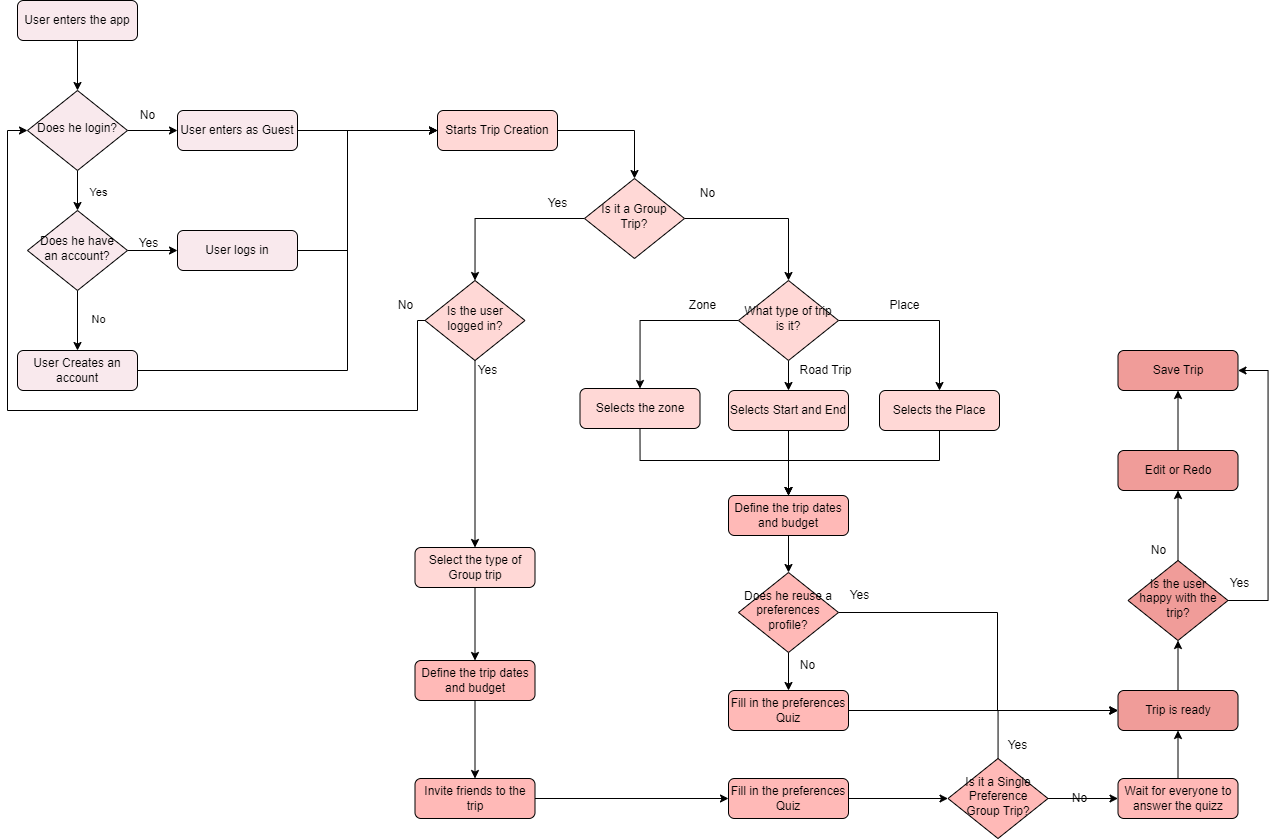 User enters the app
Does he login?
No
User enters as Guest
Starts Trip Creation
Yes
Does he have
an account?
Yes
User logs in
No
User Creates an
account
Is it a Group
Trip?
Yes
No
Is the user
logged in?
No
Yes
What type of trip
is it?
Zone
Road Trip
Place
Selects the zone
Selects Start and End
Selects the Place
Select the type of
Group trip
Define the trip dates
and budget
Invite friends to the
trip
Define the trip dates
and budget
Does he reuse a
preferences
profile?
Yes
No
Fill in the preferences
Quiz
Fill in the preferences
Quiz
Is it a Single
Preference
Group Trip?
Yes
No
Wait for everyone to
answer the quizz
Trip is ready
Is the user
happy with the
trip?
No
Yes
Edit or Redo
Save Trip